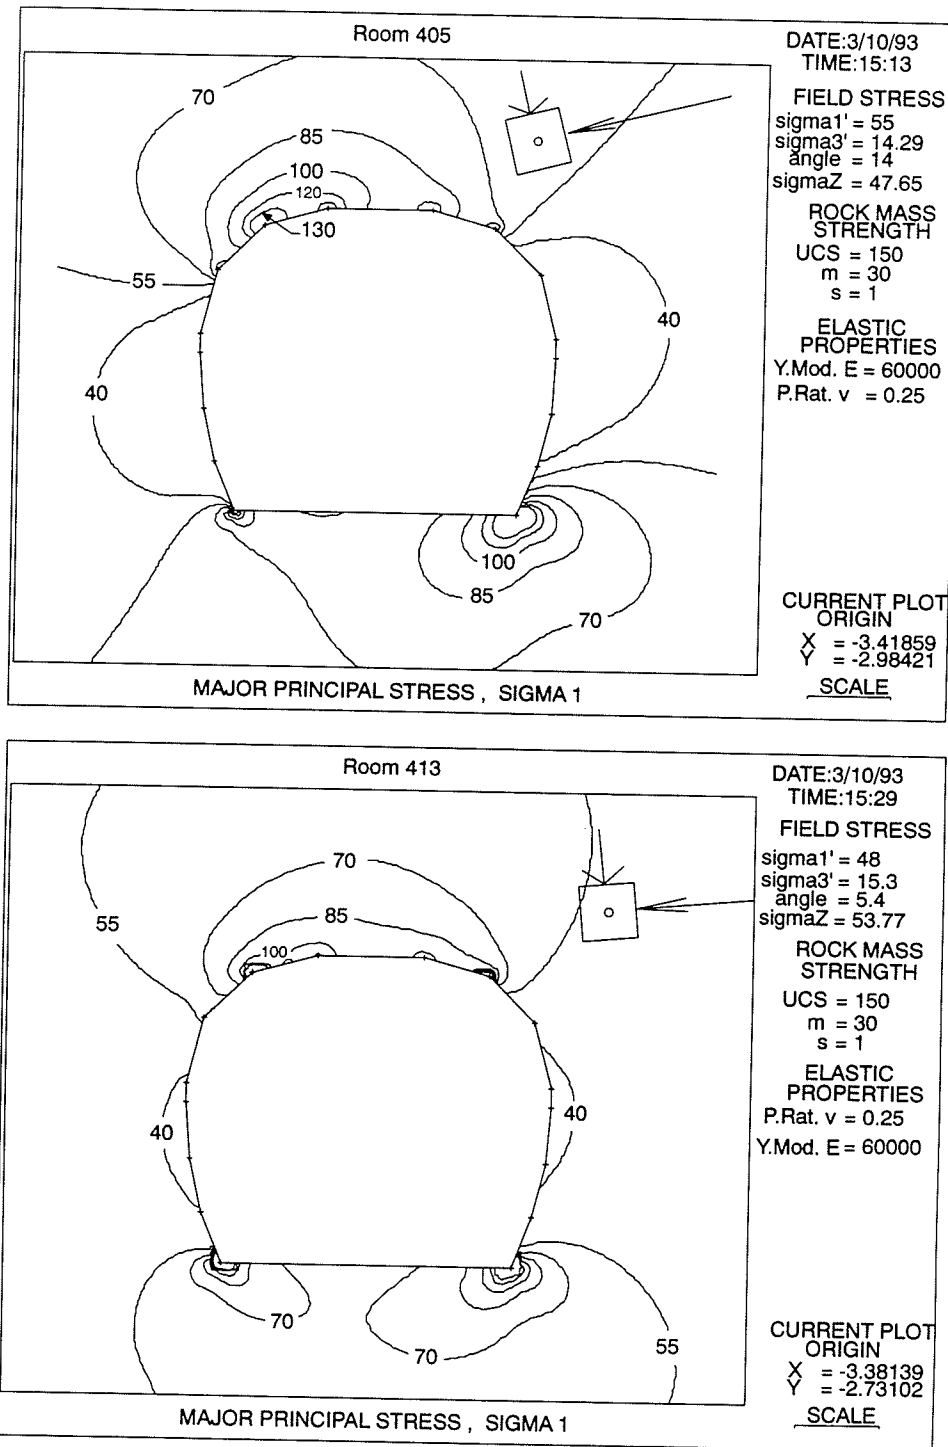 Room 405
DATE:3/10/93
TIME:15:13
FIELD STRESS
sigma1' = 55
sigma3' = 14.29
angle = 14
sigmaZ = 47.65
ROCK MASS
STRENGTH
UCS = 150
m = 30
s = 1
ELASTIC
PROPERTIES
Y.Mod. E = 60000
P.Rat. v = 0.25
CURRENT PLOT
ORIGIN
X = -3.41859
Y = -2.98421
SCALE
70
85
100
120
130
55
40
40
100
85
70
MAJOR PRINCIPAL STRESS , SIGMA 1
Room 413
DATE:3/10/93
TIME:15:29
FIELD STRESS
sigma1' = 48
sigma3' = 15.3
angle = 5.4
sigmaZ = 53.77
ROCK MASS
STRENGTH
UCS = 150
m = 30
s = 1
ELASTIC
PROPERTIES
P.Rat. v = 0.25
Y.Mod. E = 60000
CURRENT PLOT
ORIGIN
X = -3.38139
Y = -2.73102
SCALE
70
85
55
100
40
40
70
70
55
MAJOR PRINCIPAL STRESS , SIGMA 1